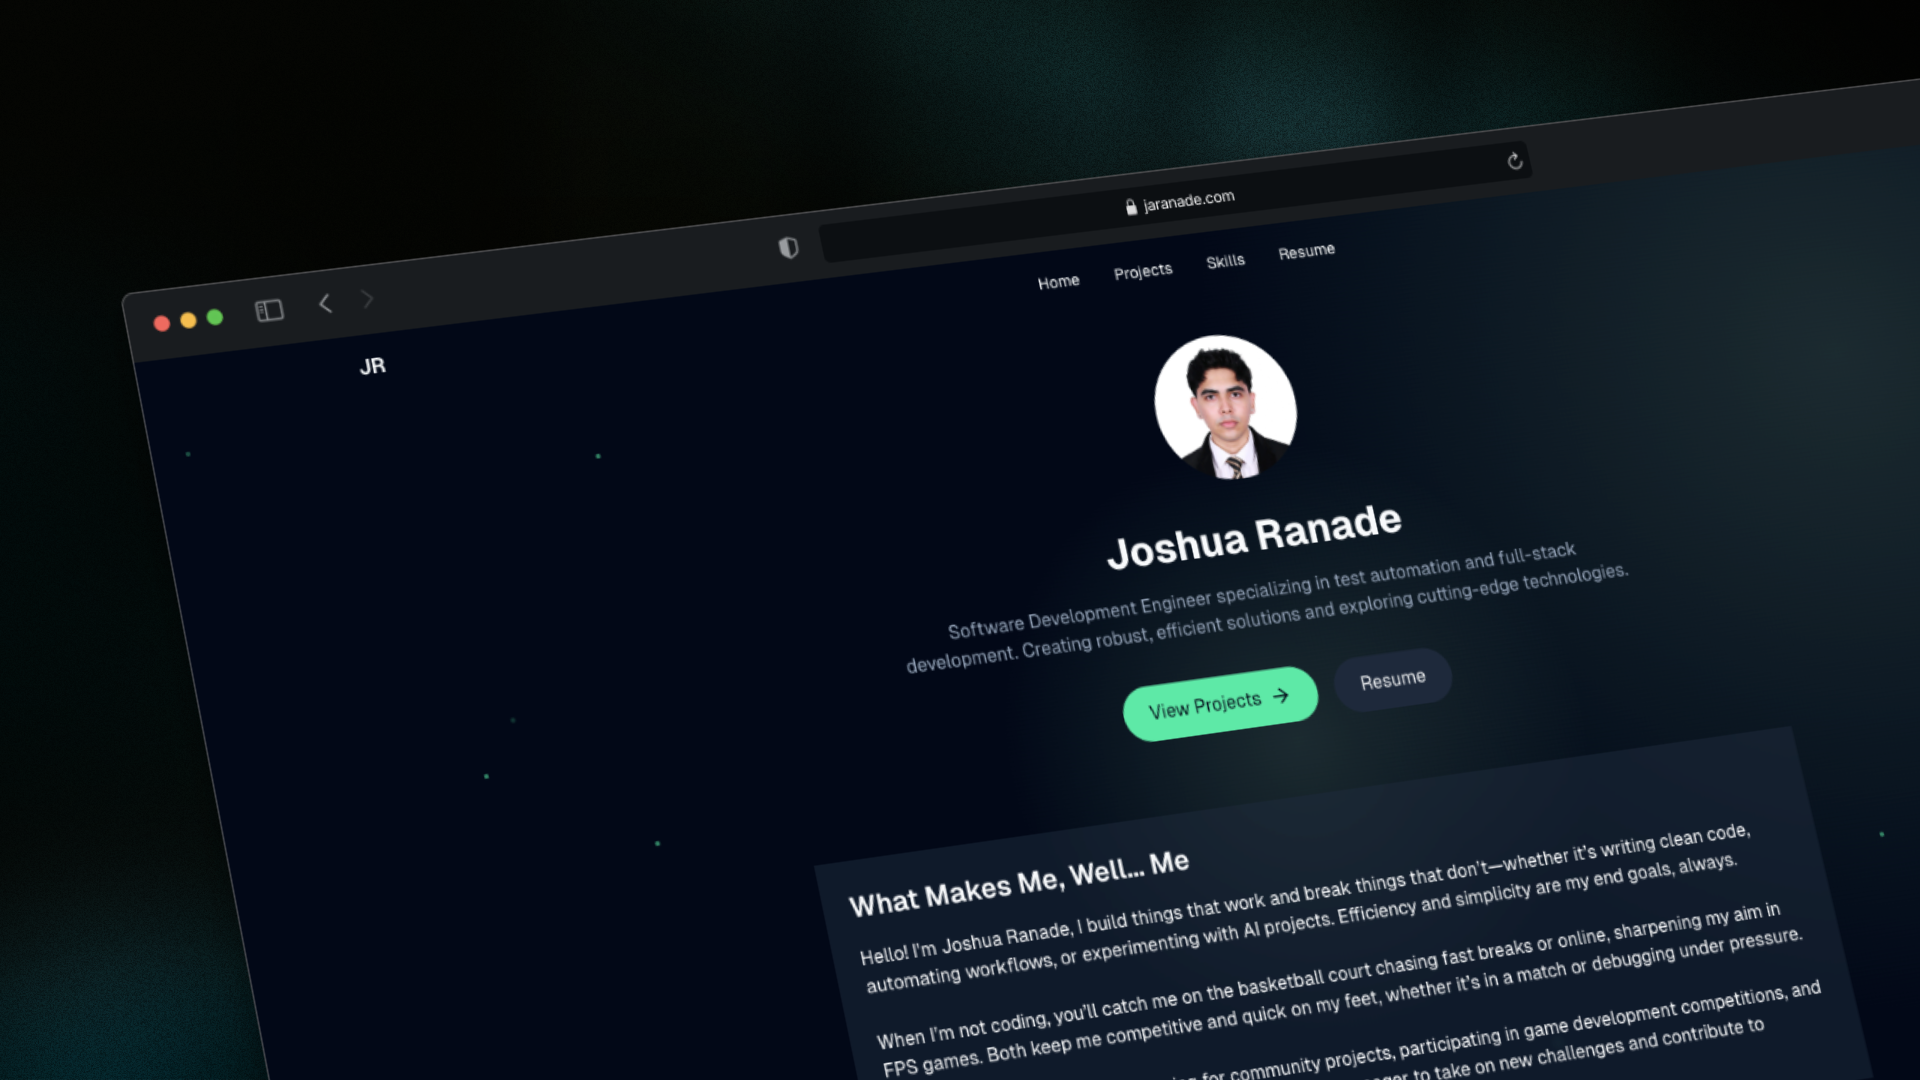 jaranade.com
Home Projects Skills Resume
JR
Joshua Ranade
Software Development Engineer specializing in test automation and full-stack
development. Creating robust, efficient solutions and exploring cutting-edge technologies.
View Projects → Resume
What Makes Me, Well... Me
Hello! I'm Joshua Ranade, I build things that work and break things that don't—whether it's writing clean code,
automating workflows, or experimenting with AI projects. Efficiency and simplicity are my end goals, always.
When I'm not coding, you'll catch me on the basketball court chasing fast breaks or online, sharpening my aim in
FPS games. Both keep me competitive and quick on my feet, whether it's in a match or debugging under pressure.
for community projects, participating in game development competitions, and
to take on new challenges and contribute to